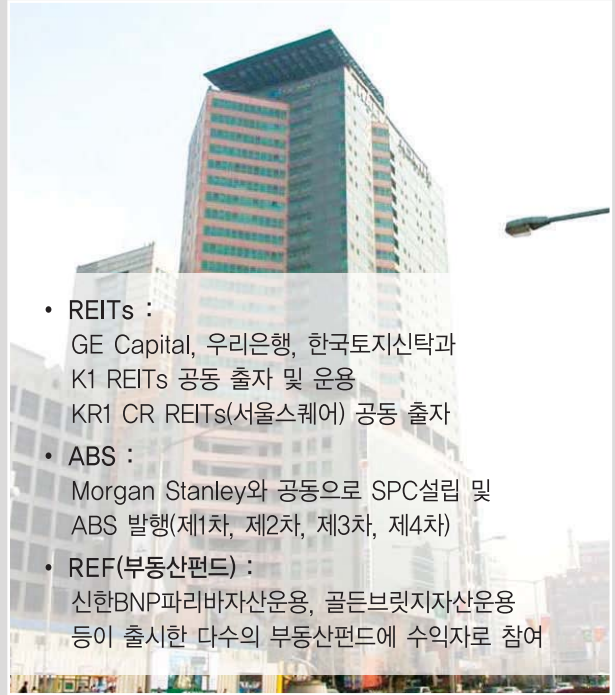 • REITs :
GE Capital, 우리은행, 한국토지신탁과
K1 REITs 공동 출자 및 운용
KR1 CR REITs(서울스퀘어) 공동 출자
• ABS :
Morgan Stanley와 공동으로 SPC설립 및
ABS 발행(제1차, 제2차, 제3차, 제4차)
• REF(부동산펀드) :
신한BNP파리바자산운용, 골든브릿지자산운용
등이 출시한 다수의 부동산펀드에 수익자로 참여